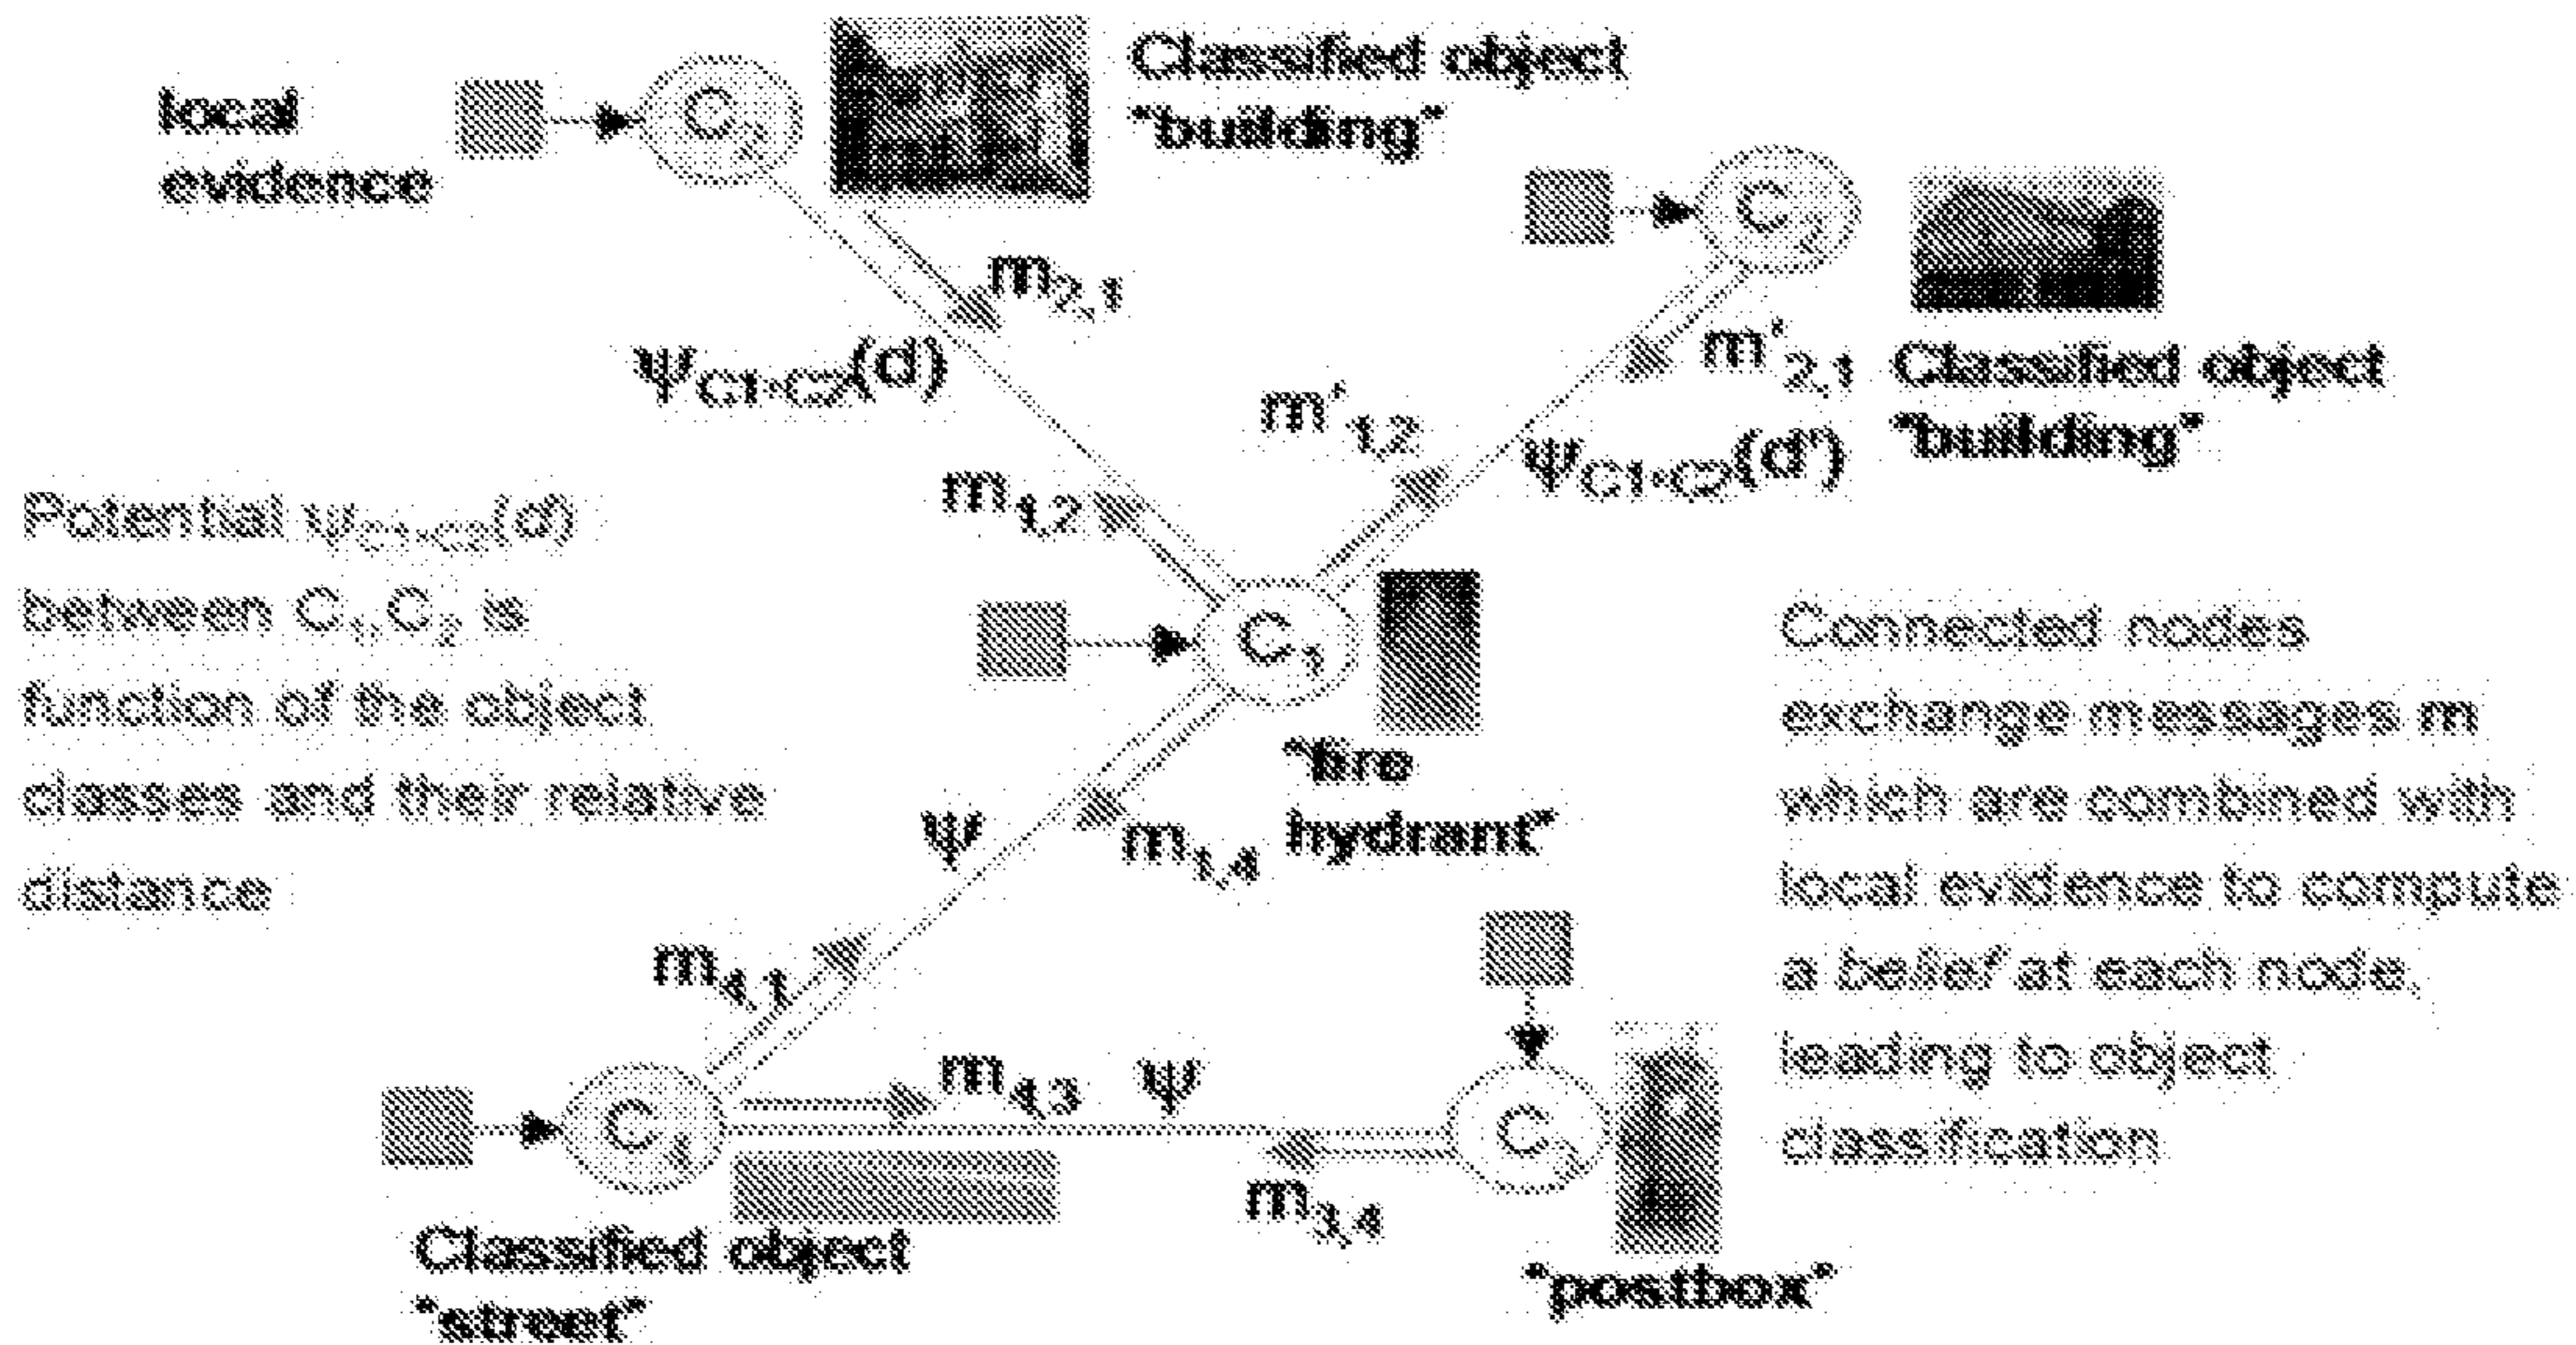 local
evidence
C2
Classified object
"building"
C2
m2,1
m'2,1
Classified object
"building"
ΨC1,C2(d)
m'1,2
ΨC1,C2(d')
m1,2
Potential ΨC1,C2(d)
between C1,C2 is
function of the object
classes and their relative
distance
C1
"fire
hydrant"
Ψ
m1,4
m4,1
Connected nodes
exchange messages m
which are combined with
local evidence to compute
a belief at each node,
leading to object
classification
m4,3
Ψ
m3,4
Classified object
"street"
"postbox"